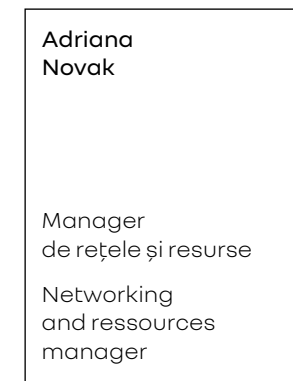 Adriana
Novak
Manager
de rețele și resurse
Networking
and ressources
manager